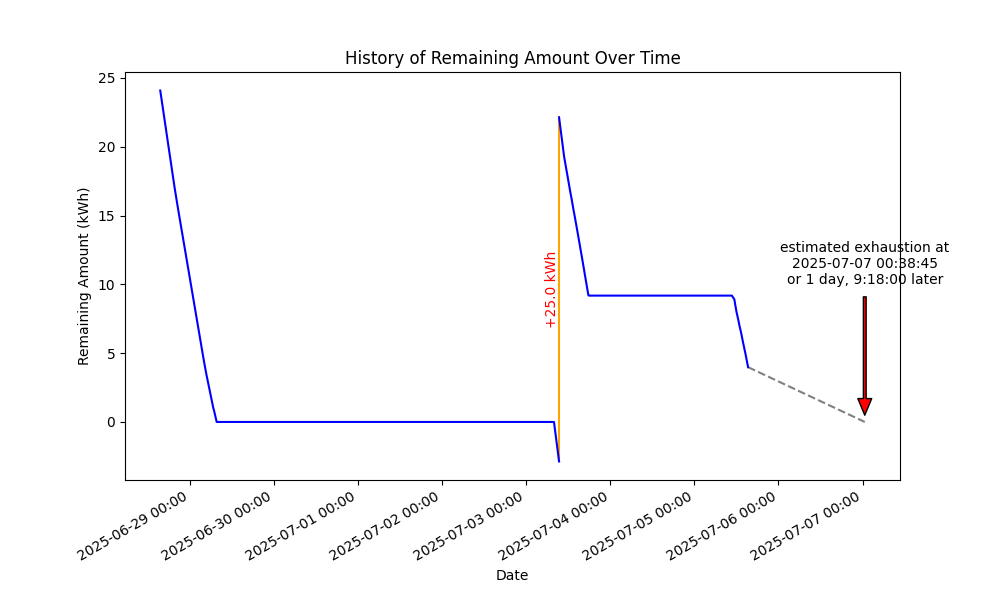 History of Remaining Amount Over Time
Remaining Amount (kWh)
25
20
15
10
5
0
+25.0 kWh
estimated exhaustion at
2025-07-07 00:38:45
or 1 day, 9:18:00 later
2025-06-29 00:00
2025-06-30 00:00
2025-07-01 00:00
2025-07-02 00:00
2025-07-03 00:00
2025-07-04 00:00
2025-07-05 00:00
2025-07-06 00:00
2025-07-07 00:00
Date